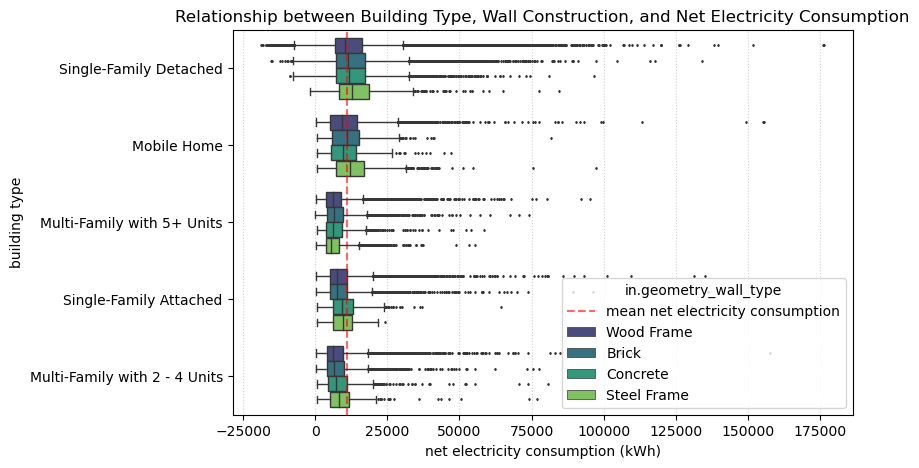 Relationship between Building Type, Wall Construction, and Net Electricity Consumption
building type
Single-Family Detached
Mobile Home
Multi-Family with 5+ Units
Single-Family Attached
Multi-Family with 2 - 4 Units
in.geometry_wall_type
mean net electricity consumption
Wood Frame
Brick
Concrete
Steel Frame
−25000 0 25000 50000 75000 100000 125000 150000 175000
net electricity consumption (kWh)